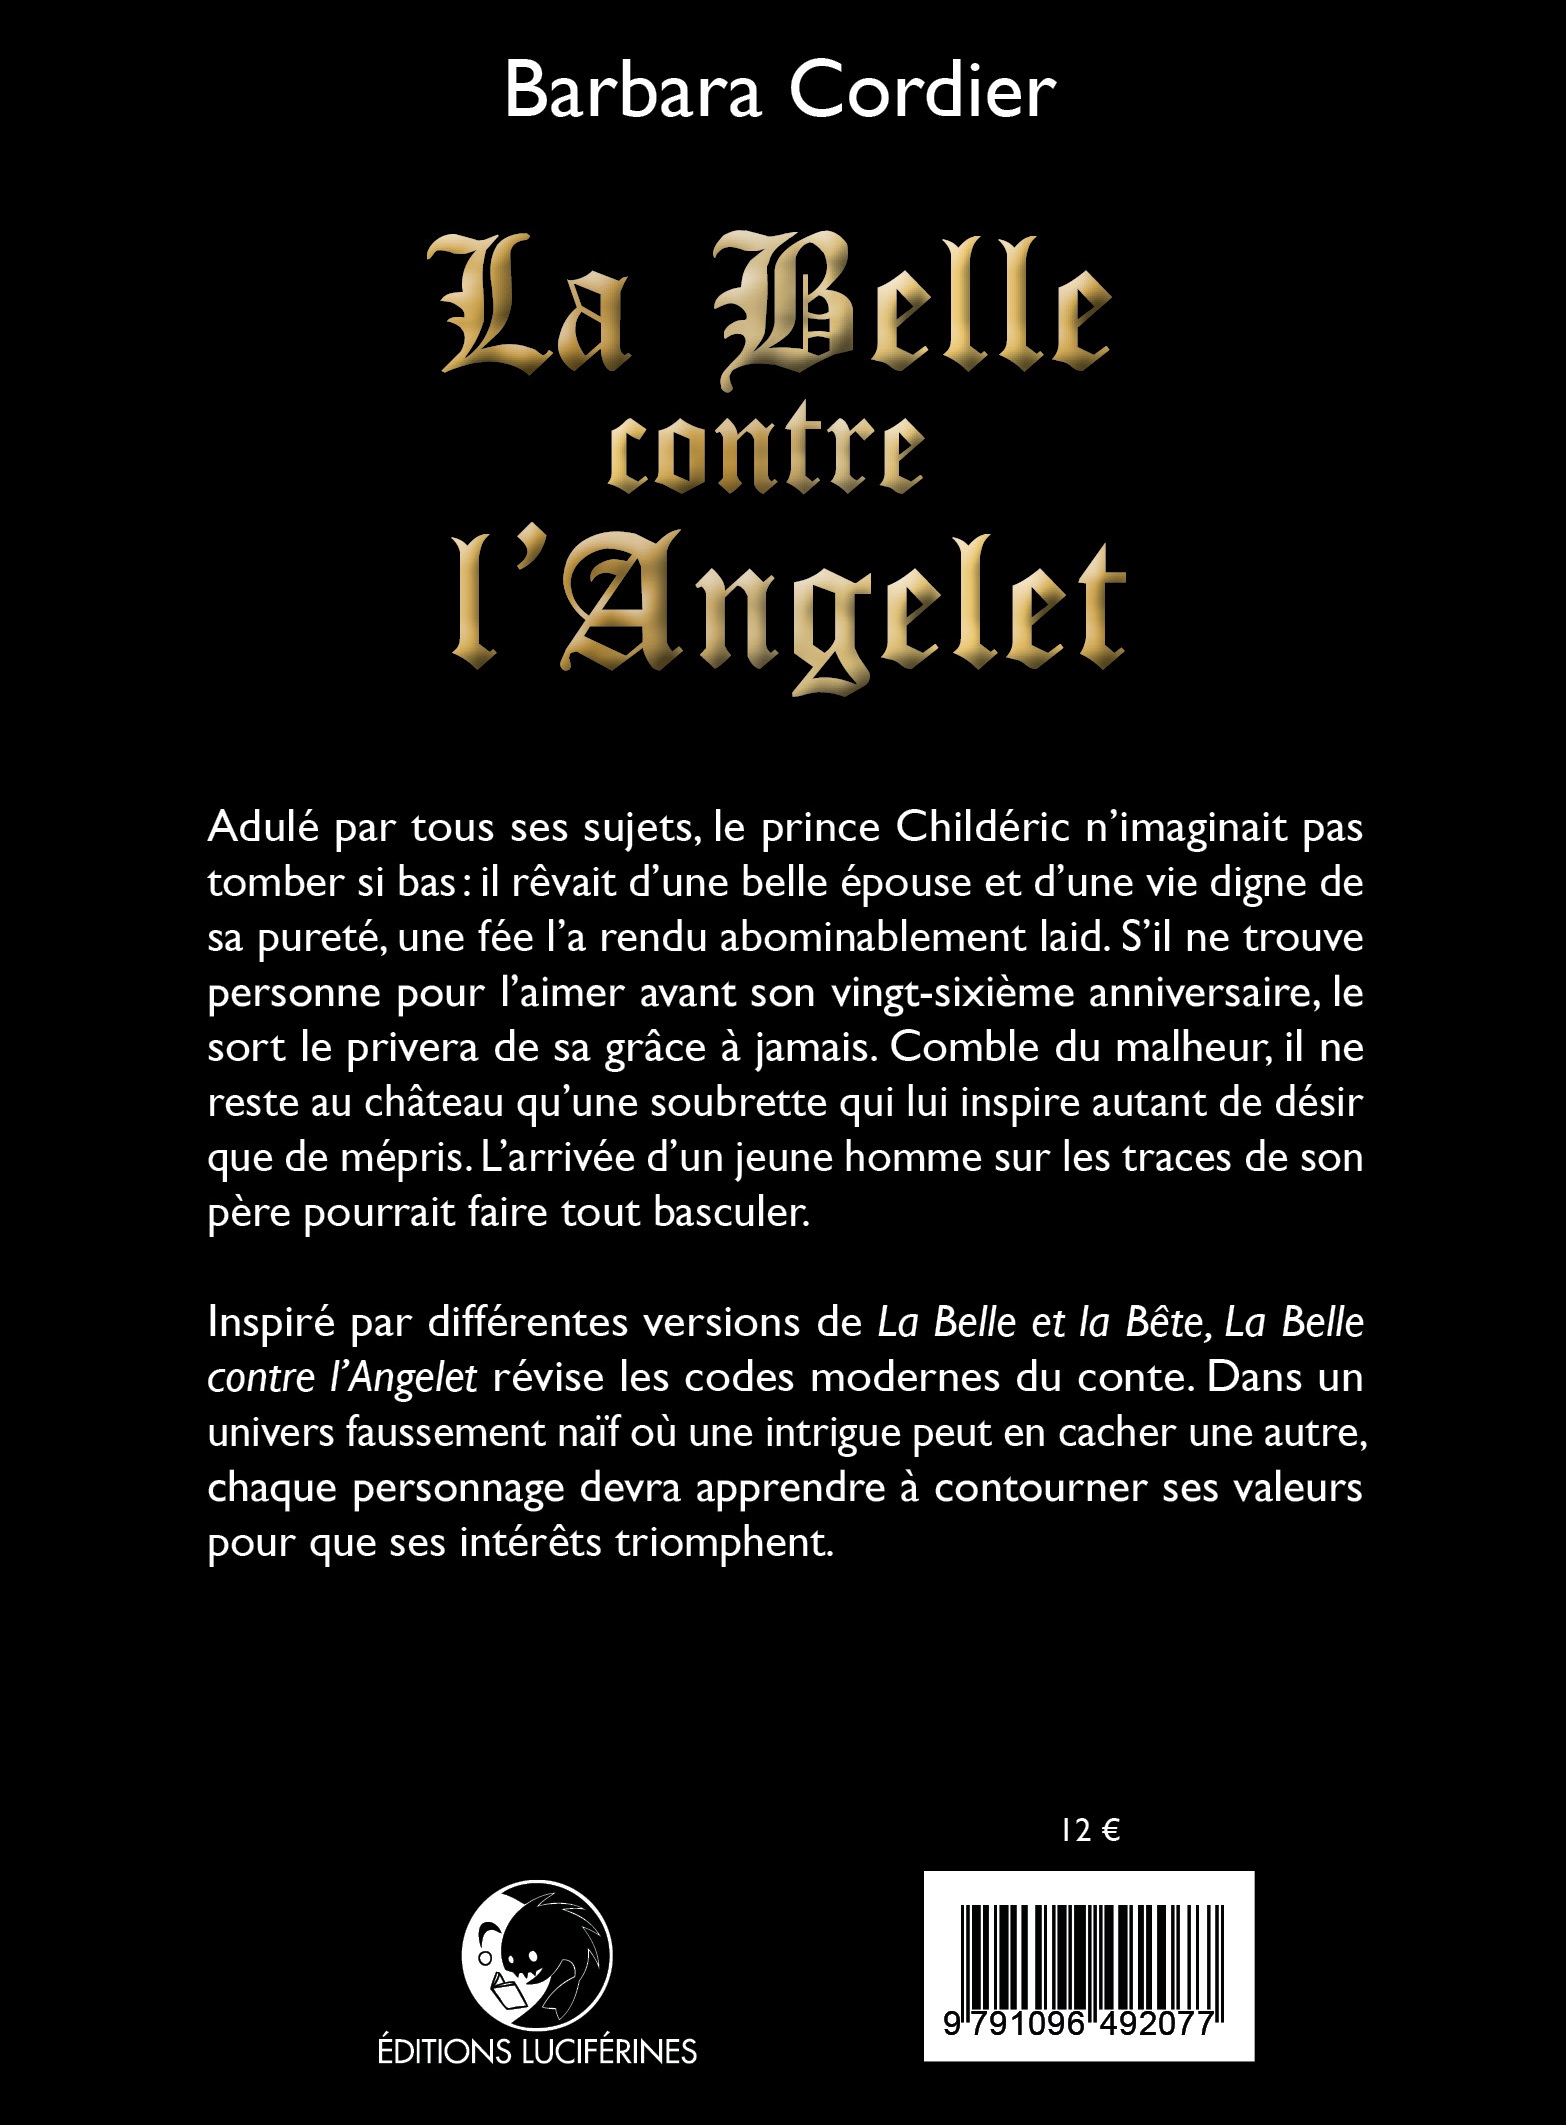 Barbara Cordier
La Belle
contre
l’Angelet
Adulé par tous ses sujets, le prince Childéric n’imaginait pas
tomber si bas : il rêvait d’une belle épouse et d’une vie digne de
sa pureté, une fée l’a rendu abominablement laid. S’il ne trouve
personne pour l’aimer avant son vingt-sixième anniversaire, le
sort le privera de sa grâce à jamais. Comble du malheur, il ne
reste au château qu’une soubrette qui lui inspire autant de désir
que de mépris. L’arrivée d’un jeune homme sur les traces de son
père pourrait faire tout basculer.
Inspiré par différentes versions de La Belle et la Bête, La Belle
contre l’Angelet révise les codes modernes du conte. Dans un
univers faussement naïf où une intrigue peut en cacher une autre,
chaque personnage devra apprendre à contourner ses valeurs
pour que ses intérêts triomphent.
12 €
ÉDITIONS LUCIFÉRINES
9 791096 492077